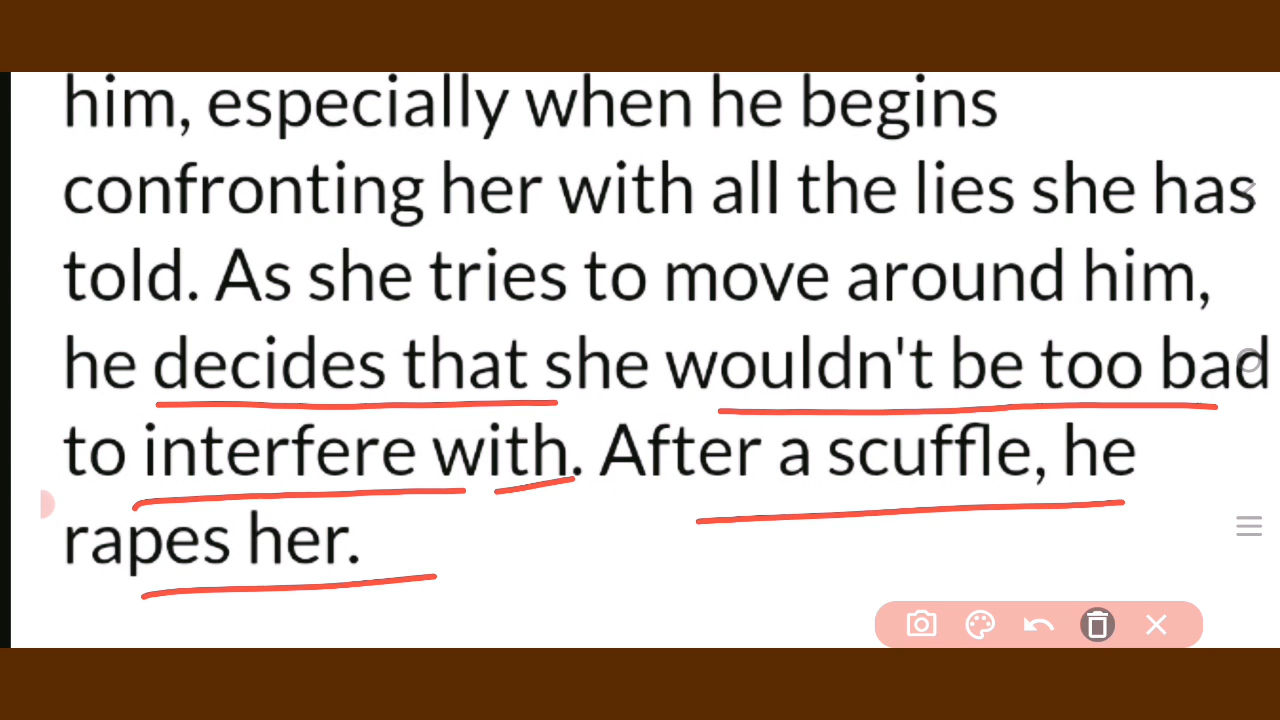 him, especially when he begins
confronting her with all the lies she has
told. As she tries to move around him,
he decides that she wouldn't be too bad
to interfere with. After a scuffle, he
rapes her.